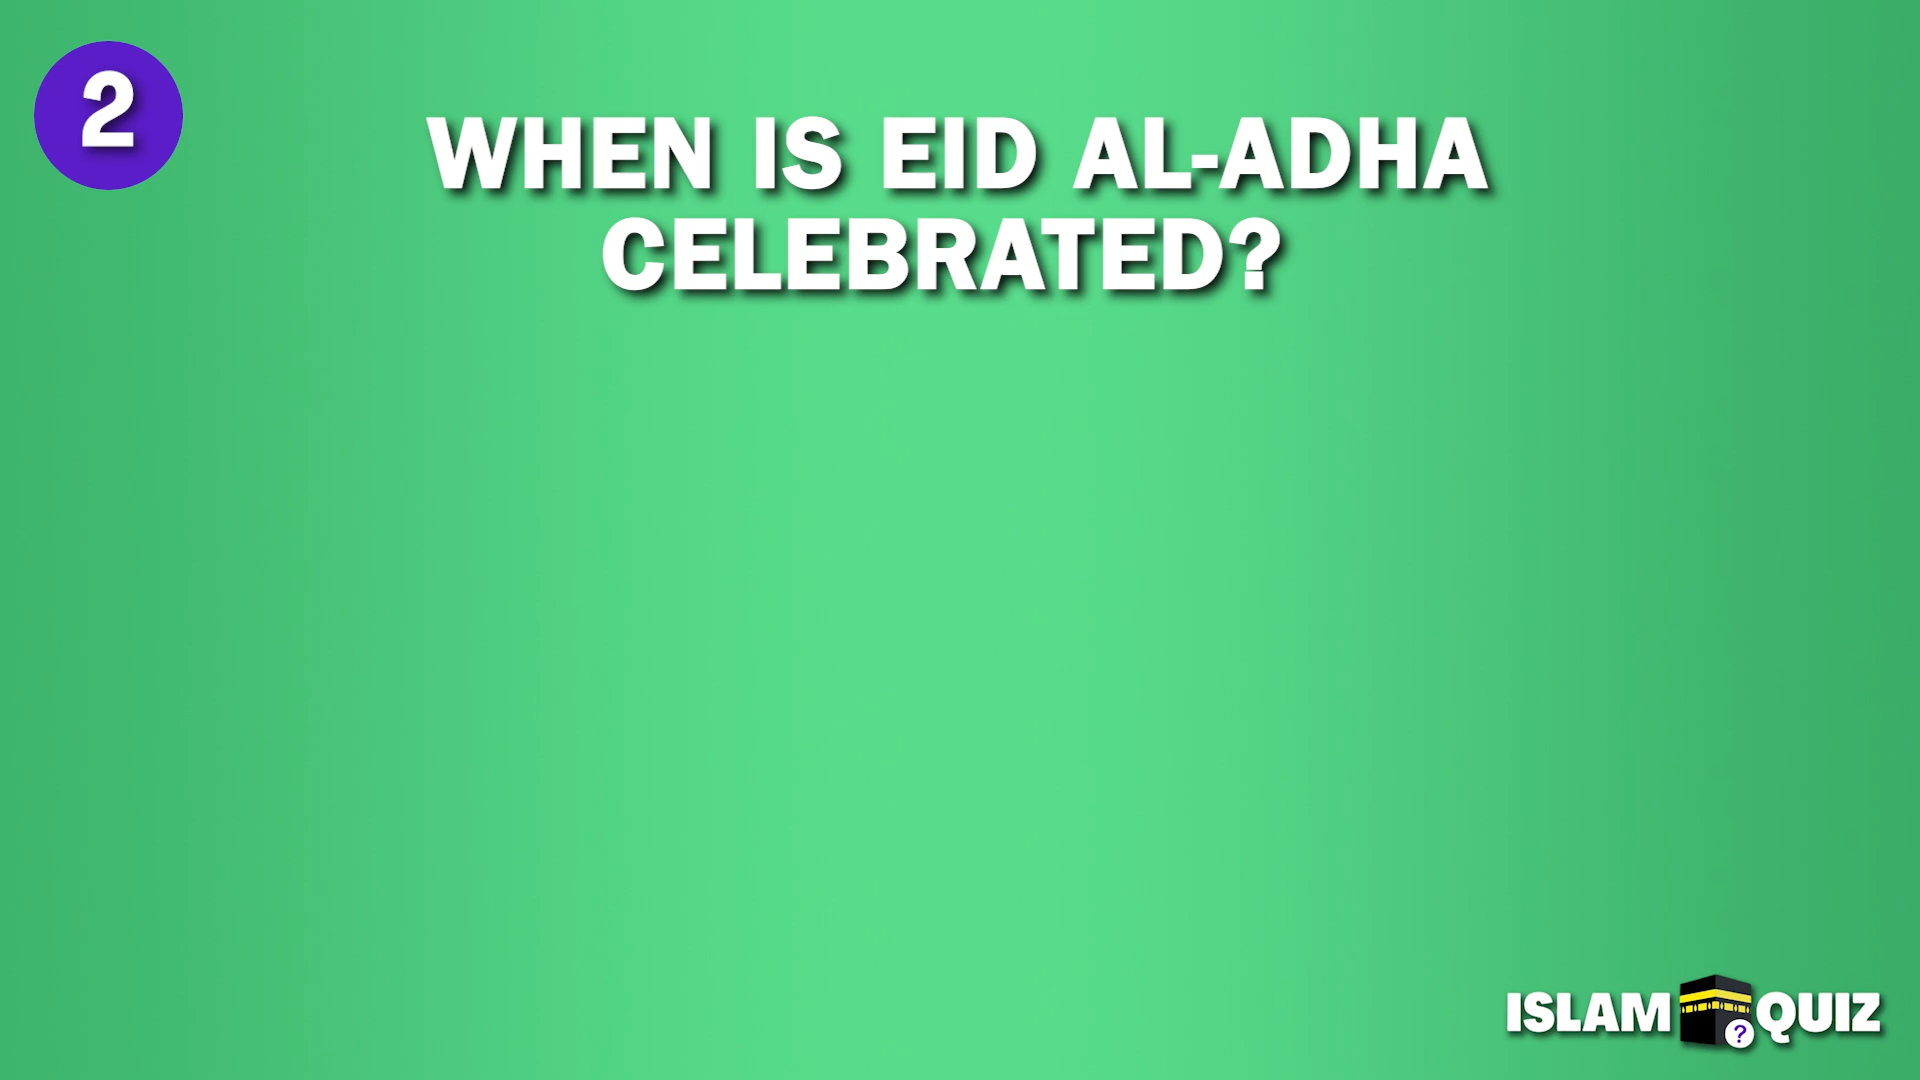 2
WHEN IS EID AL-ADHA
CELEBRATED?
ISLAM QUIZ
?